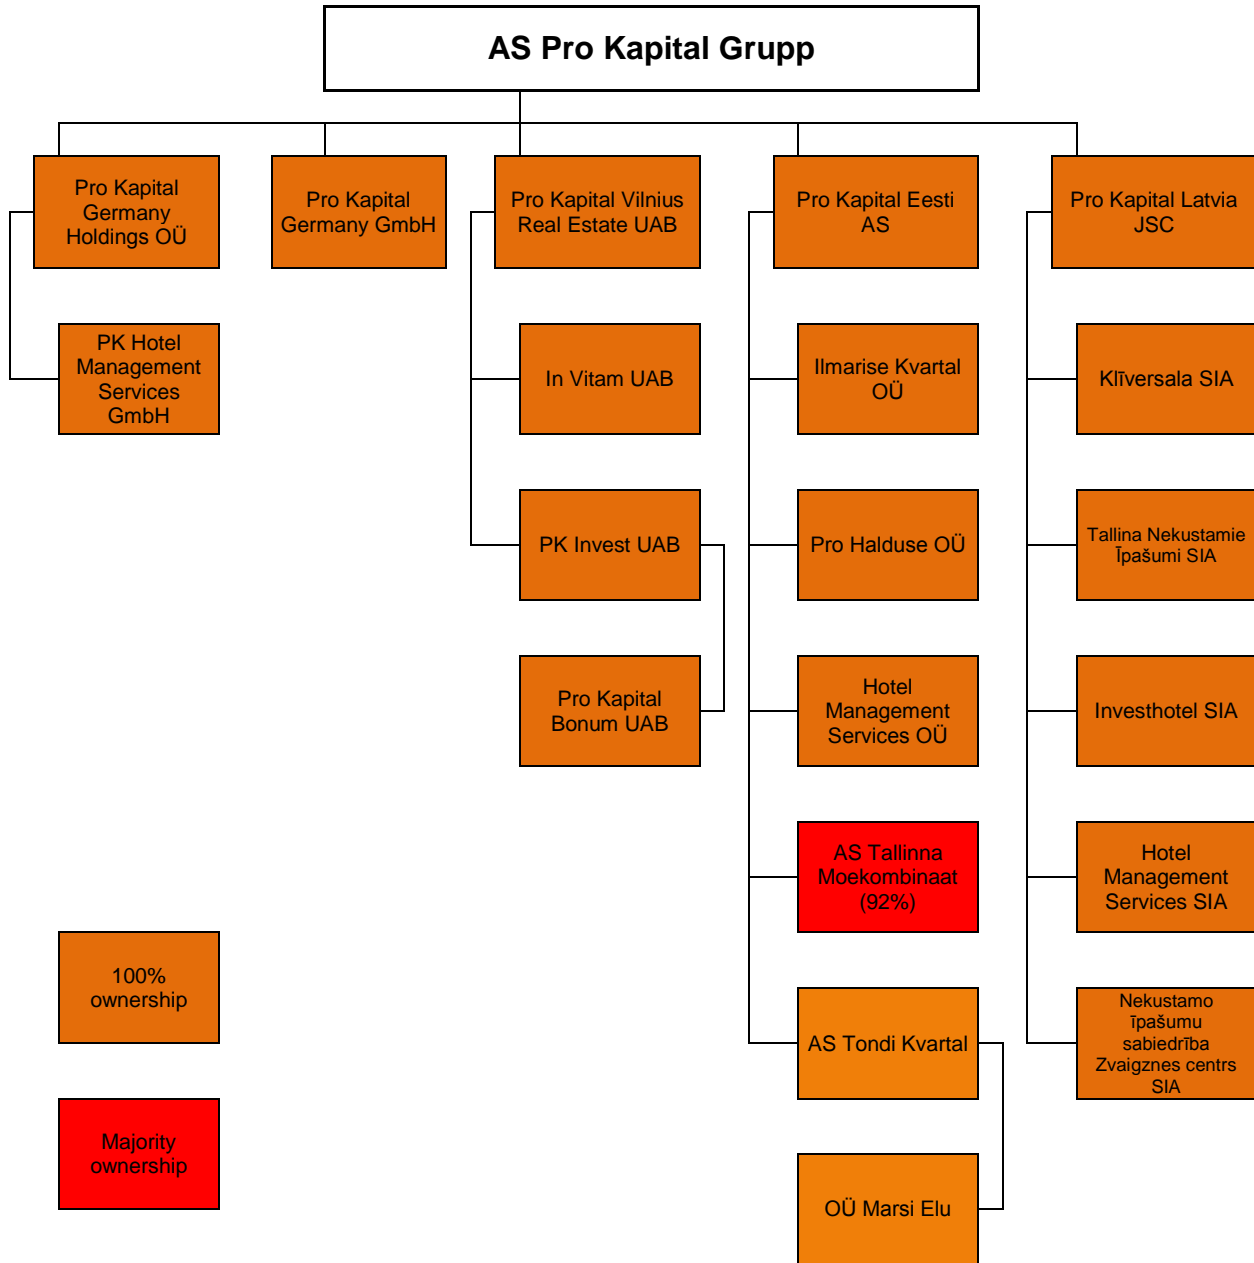 AS Pro Kapital Grupp
Pro Kapital
Germany
Holdings OÜ
Pro Kapital
Germany GmbH
Pro Kapital Vilnius
Real Estate UAB
Pro Kapital Eesti
AS
Pro Kapital Latvia
JSC
PK Hotel
Management
Services
GmbH
In Vitam UAB
Ilmarise Kvartal
OÜ
Klīversala SIA
PK Invest UAB
Pro Halduse OÜ
Tallina Nekustamie
Īpašumi SIA
Pro Kapital
Bonum UAB
Hotel
Management
Services OÜ
Investhotel SIA
AS Tallinna
Moekombinaat
(92%)
Hotel
Management
Services SIA
100%
ownership
AS Tondi Kvartal
Nekustamo
īpašumu
sabiedrība
Zvaigznes centrs
SIA
Majority
ownership
OÜ Marsi Elu